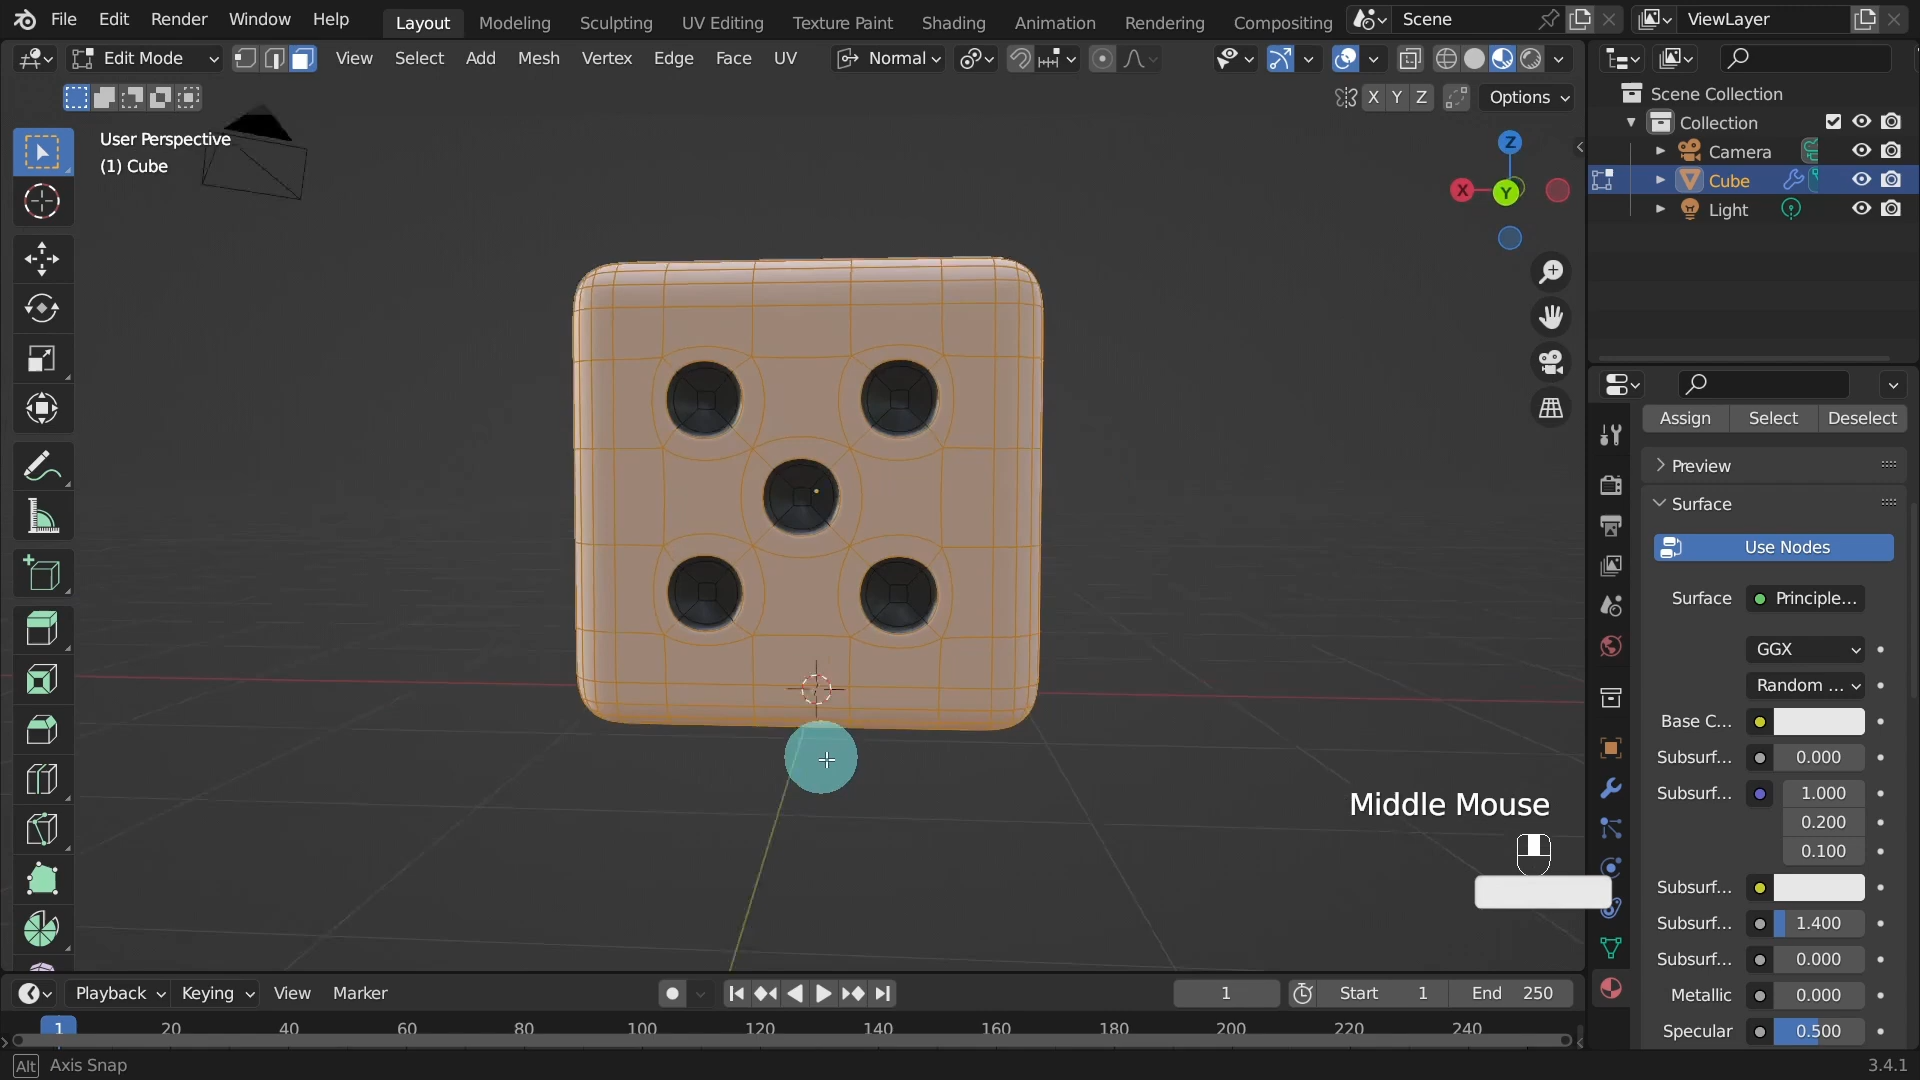 File Edit Render Window Help Layout Modeling Sculpting UV Editing Texture Paint Shading Animation Rendering Compositing Scene ViewLayer
Edit Mode View Select Add Mesh Vertex Edge Face UV Normal
X Y Z Options
User Perspective
(1) Cube
Z
X
Y
Scene Collection
Collection
Camera
Cube
Light
Assign Select Deselect
Preview
Surface
Use Nodes
Surface Principle...
GGX
Random ...
Base C...
Subsurf... 0.000
Subsurf... 1.000
0.200
0.100
Subsurf...
Subsurf... 1.400
Subsurf... 0.000
Metallic 0.000
Specular 0.500
Middle Mouse
Playback Keying View Marker 1 Start 1 End 250
1 20 40 60 80 100 120 140 160 180 200 220 240
Alt Axis Snap 3.4.1